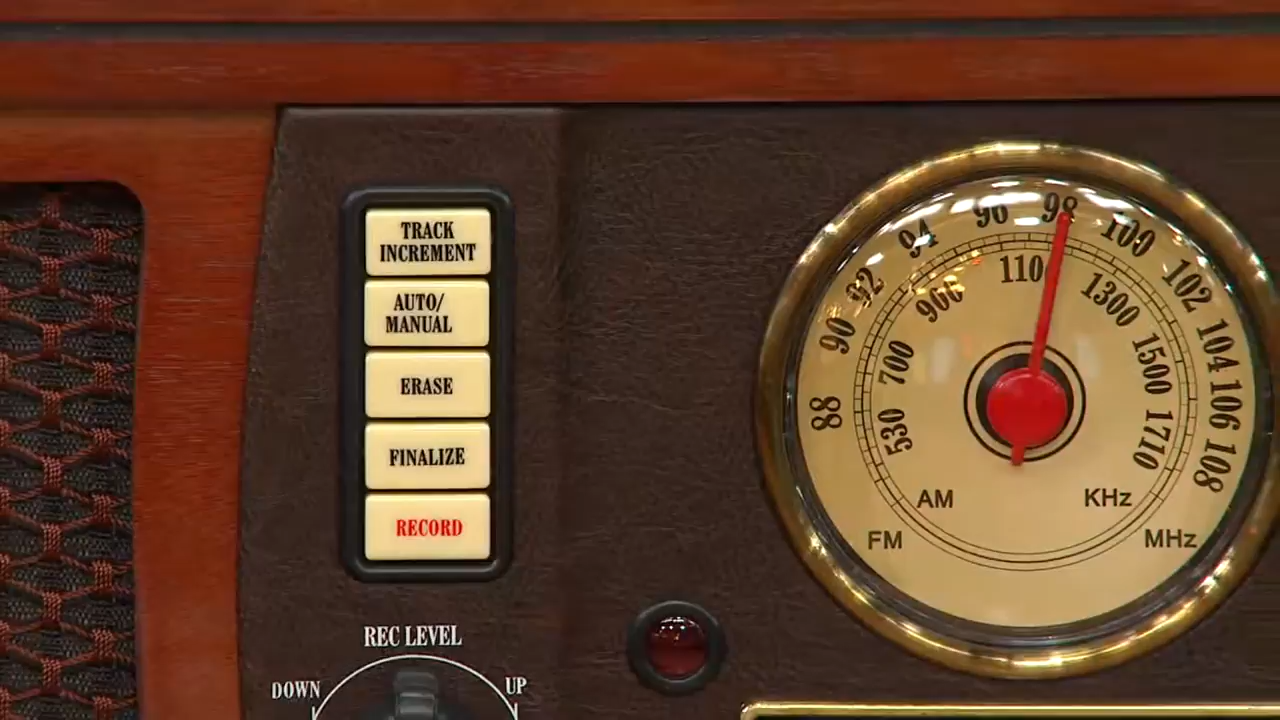 TRACK
INCREMENT
AUTO/
MANUAL
ERASE
FINALIZE
RECORD
REC LEVEL
DOWN
UP
88
90
92
94
96
98
100
102
104
106
108
530
700
900
110
1300
1500
1710
AM
KHz
FM
MHz